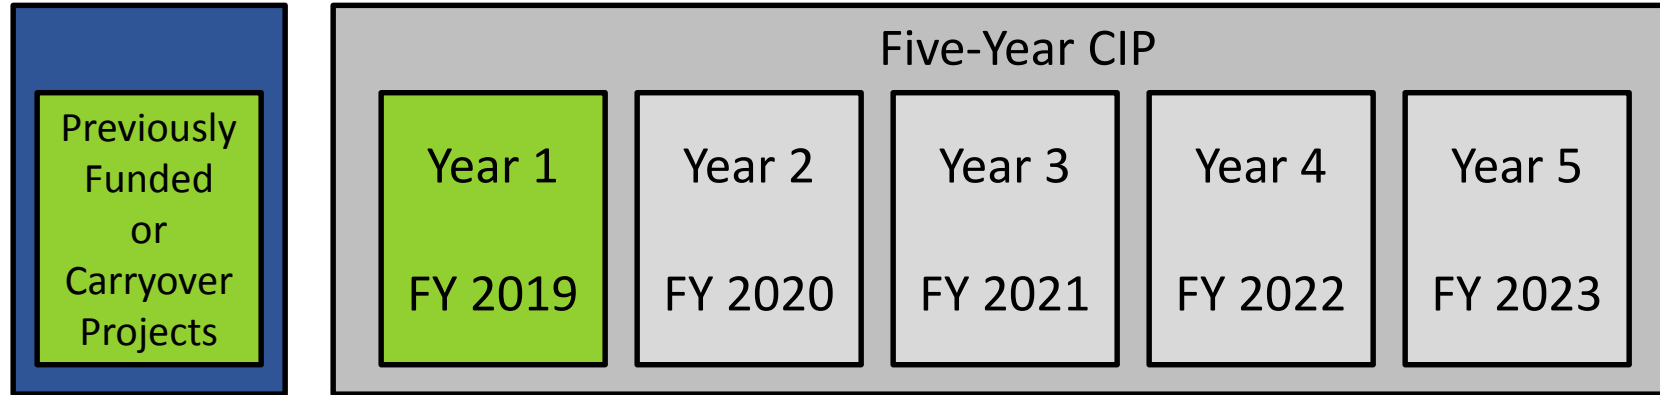 Previously
Funded
or
Carryover
Projects
Five-Year CIP
Year 1
FY 2019
Year 2
FY 2020
Year 3
FY 2021
Year 4
FY 2022
Year 5
FY 2023